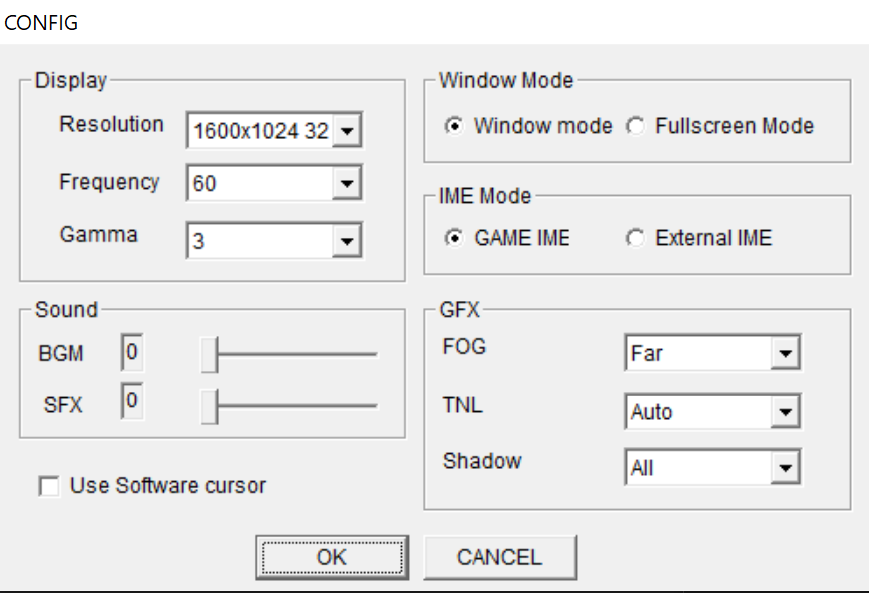 CONFIG
Display
Resolution 1600x1024 32
Frequency 60
Gamma 3
Window Mode
Window mode Fullscreen Mode
IME Mode
GAME IME External IME
Sound
BGM 0
SFX 0
GFX
FOG Far
TNL Auto
Shadow All
Use Software cursor
OK CANCEL